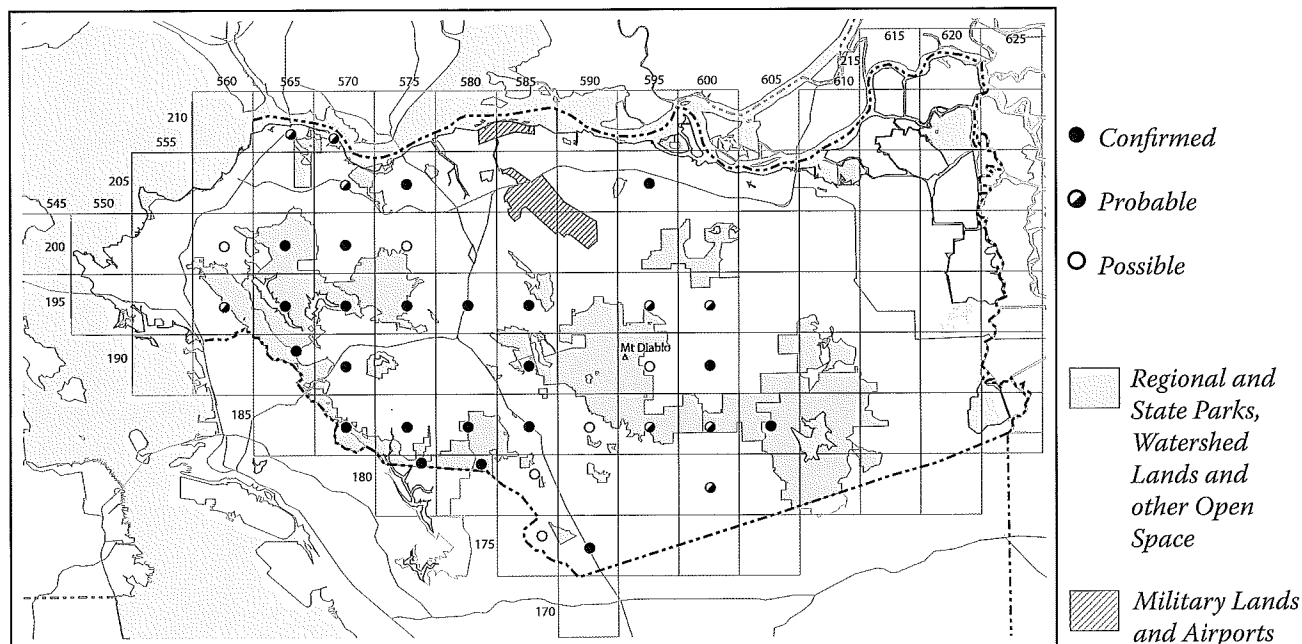 615
620
625
215
560
565
570
575
580
585
590
595
600
605
610
210
555
205
545
550
200
195
190
Mt Diablo
185
180
175
170
Confirmed
Probable
Possible
Regional and
State Parks,
Watershed
Lands and
other Open
Space
Military Lands
and Airports